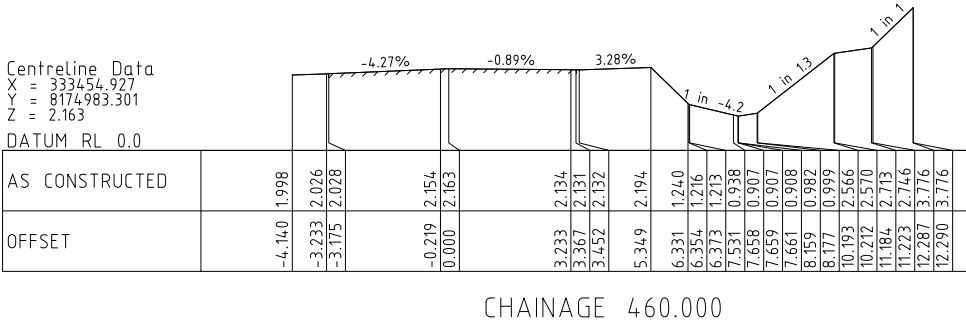 -4.27%
-0.89%
3.28%
1 in -4.2
1 in 1.3
1 in 1
Centreline Data
X = 333454.927
Y = 8174983.301
Z = 2.163
DATUM RL 0.0
AS CONSTRUCTED 1.998 2.026 2.028 2.154 2.163 2.134 2.131 2.132 2.194 1.240 1.216 1.213 0.938 0.907 0.907 0.908 0.982 0.999 2.566 2.570 2.713 2.746 3.776 3.776
OFFSET -4.140 -3.233 -3.175 -0.219 0.000 3.233 3.367 3.452 5.349 6.331 6.354 6.373 7.531 7.658 7.659 7.661 8.159 8.177 10.193 10.212 11.184 11.223 12.287 12.290
CHAINAGE 460.000